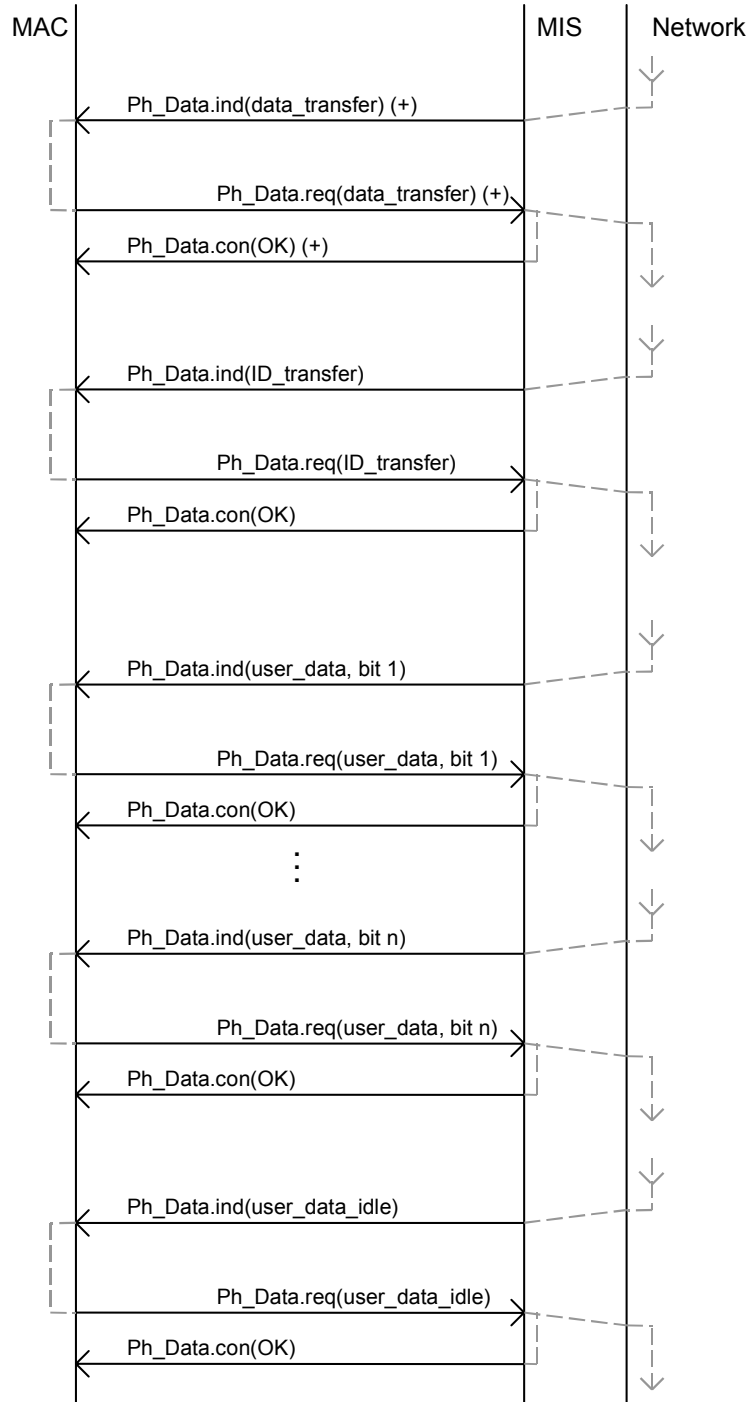 MAC MIS Network
Ph_Data.ind(data_transfer) (+)
Ph_Data.req(data_transfer) (+)
Ph_Data.con(OK) (+)
Ph_Data.ind(ID_transfer)
Ph_Data.req(ID_transfer)
Ph_Data.con(OK)
Ph_Data.ind(user_data, bit 1)
Ph_Data.req(user_data, bit 1)
Ph_Data.con(OK)
Ph_Data.ind(user_data, bit n)
Ph_Data.req(user_data, bit n)
Ph_Data.con(OK)
Ph_Data.ind(user_data_idle)
Ph_Data.req(user_data_idle)
Ph_Data.con(OK)